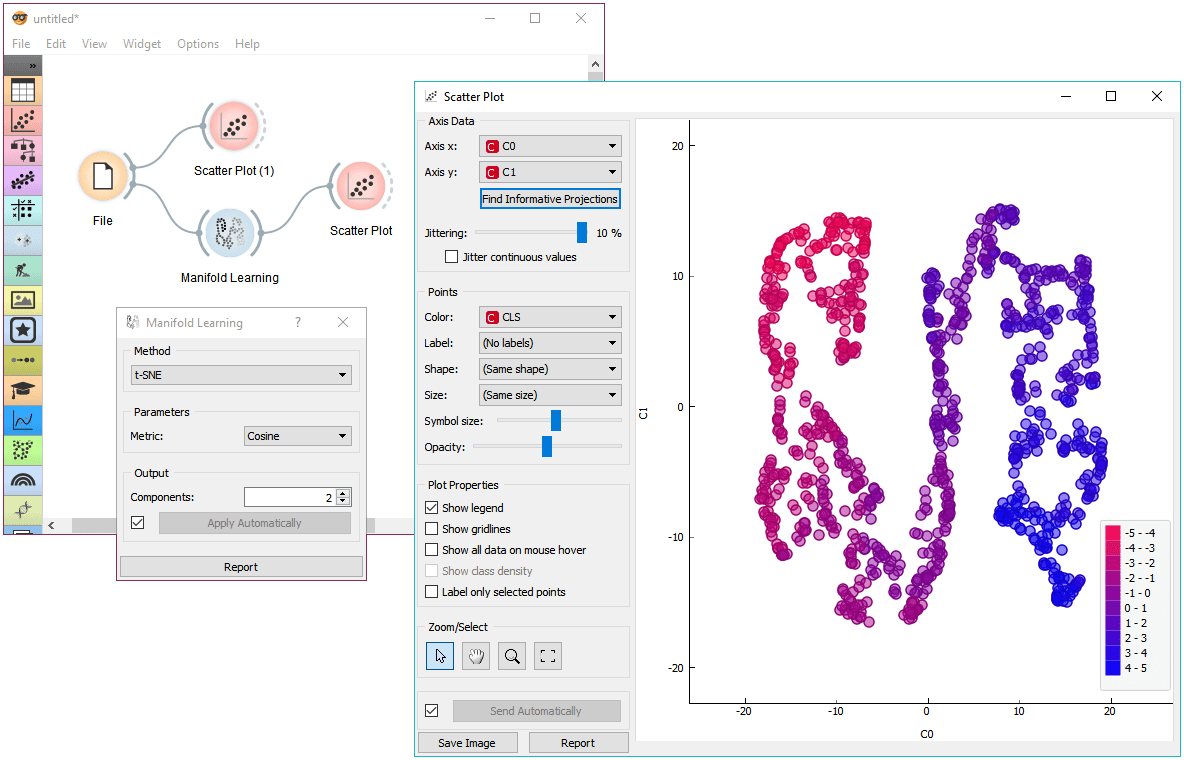 untitled*
File Edit View Widget Options Help
»
File
Scatter Plot (1)
Manifold Learning
Scatter Plot
Manifold Learning ?
Method
t-SNE
Parameters
Metric: Cosine
Output
Components: 2
Apply Automatically
Report
Scatter Plot
Axis Data
Axis x: C C0
Axis y: C C1
Find Informative Projections
Jittering: 10 %
Jitter continuous values
Points
Color: C CLS
Label: (No labels)
Shape: (Same shape)
Size: (Same size)
Symbol size:
Opacity:
Plot Properties
Show legend
Show gridlines
Show all data on mouse hover
Show class density
Label only selected points
Zoom/Select
Send Automatically
Save Image Report
20
10
0
-10
-20
C1
-20 -10 0 10 20
C0
-5 - -4
-4 - -3
-3 - -2
-2 - -1
-1 - 0
0 - 1
1 - 2
2 - 3
3 - 4
4 - 5